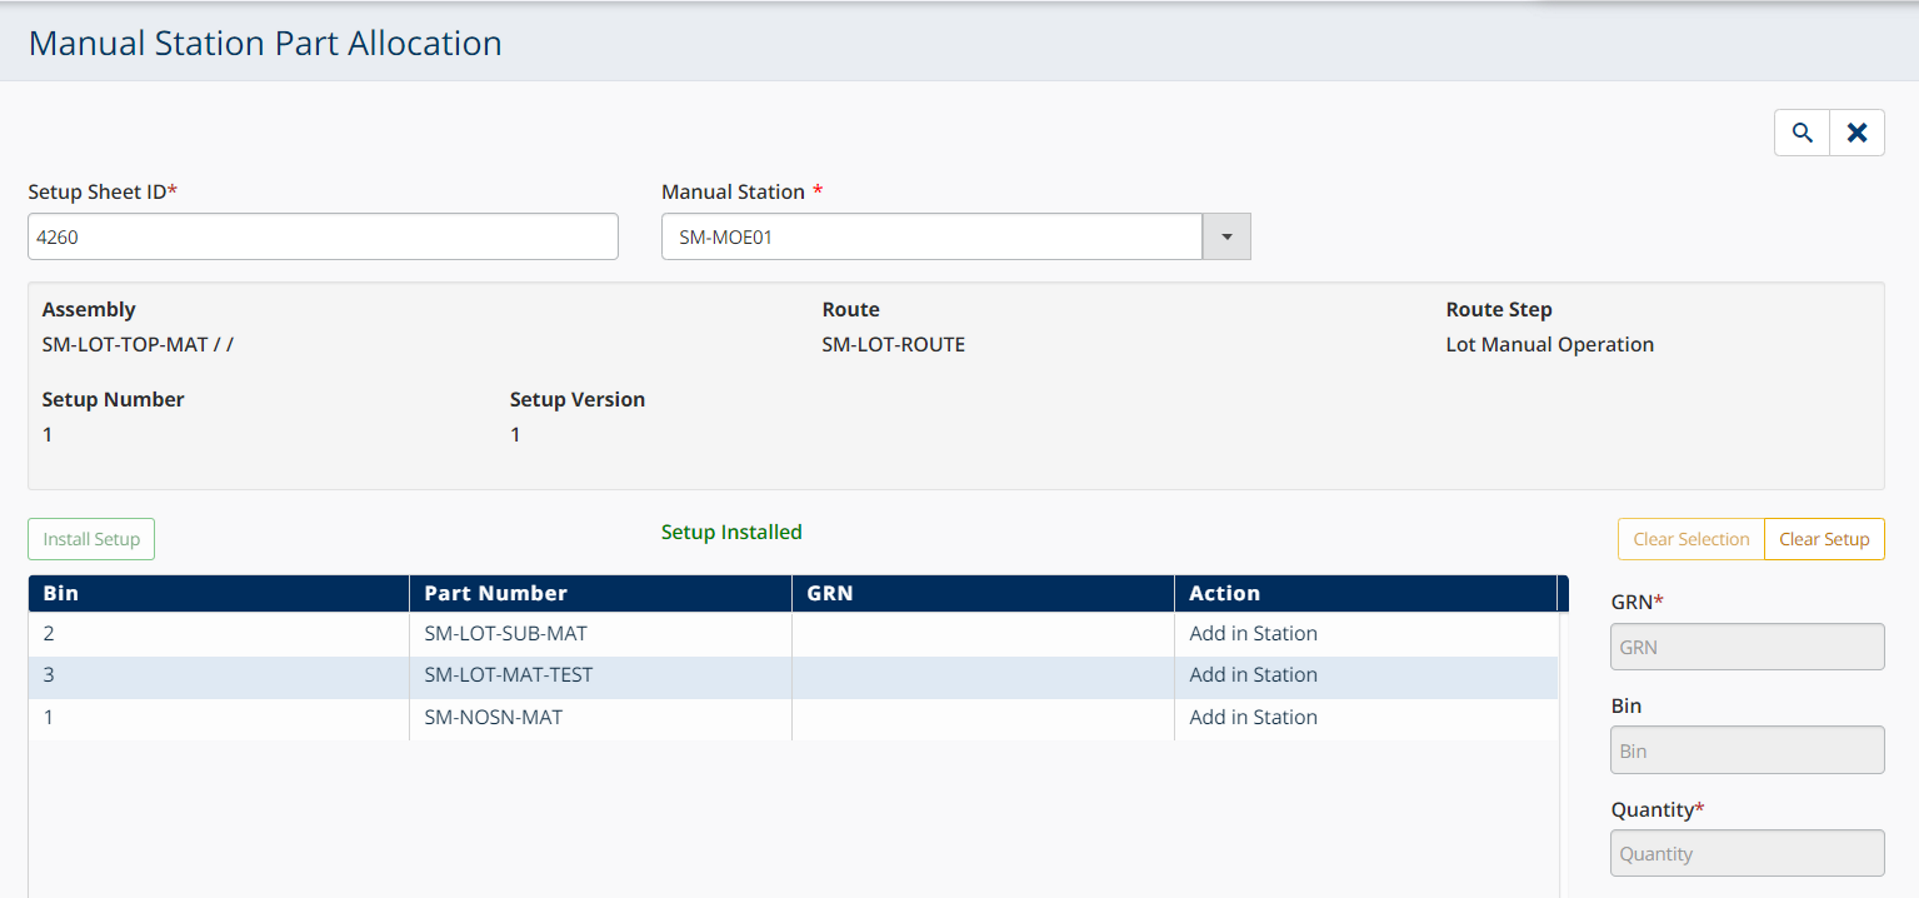 Manual Station Part Allocation
Setup Sheet ID*
Manual Station *
4260
SM-MOE01
Assembly
Route
Route Step
SM-LOT-TOP-MAT / /
SM-LOT-ROUTE
Lot Manual Operation
Setup Number
Setup Version
1
1
Install Setup
Setup Installed
Clear Selection
Clear Setup
Bin
Part Number
GRN
Action
2
SM-LOT-SUB-MAT
Add in Station
3
SM-LOT-MAT-TEST
Add in Station
1
SM-NOSN-MAT
Add in Station
GRN*
GRN
Bin
Bin
Quantity*
Quantity